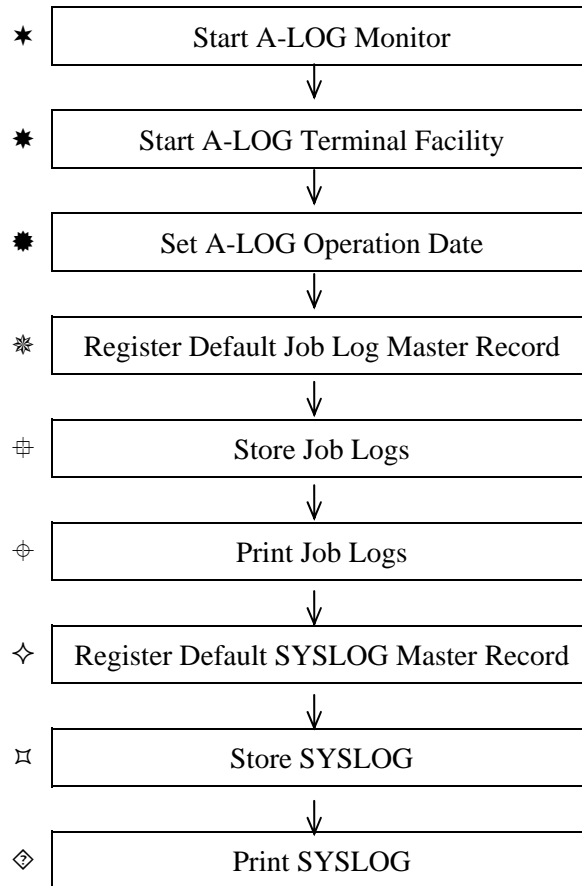 Start A-LOG Monitor
Start A-LOG Terminal Facility
Set A-LOG Operation Date
Register Default Job Log Master Record
Store Job Logs
Print Job Logs
Register Default SYSLOG Master Record
Store SYSLOG
Print SYSLOG